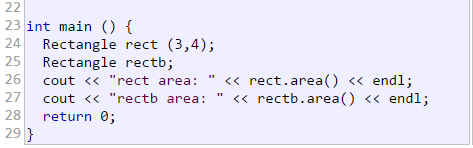 22
23 int main () {
24   Rectangle rect (3,4);
25   Rectangle rectb;
26   cout << "rect area: " << rect.area() << endl;
27   cout << "rectb area: " << rectb.area() << endl;
28   return 0;
29 }